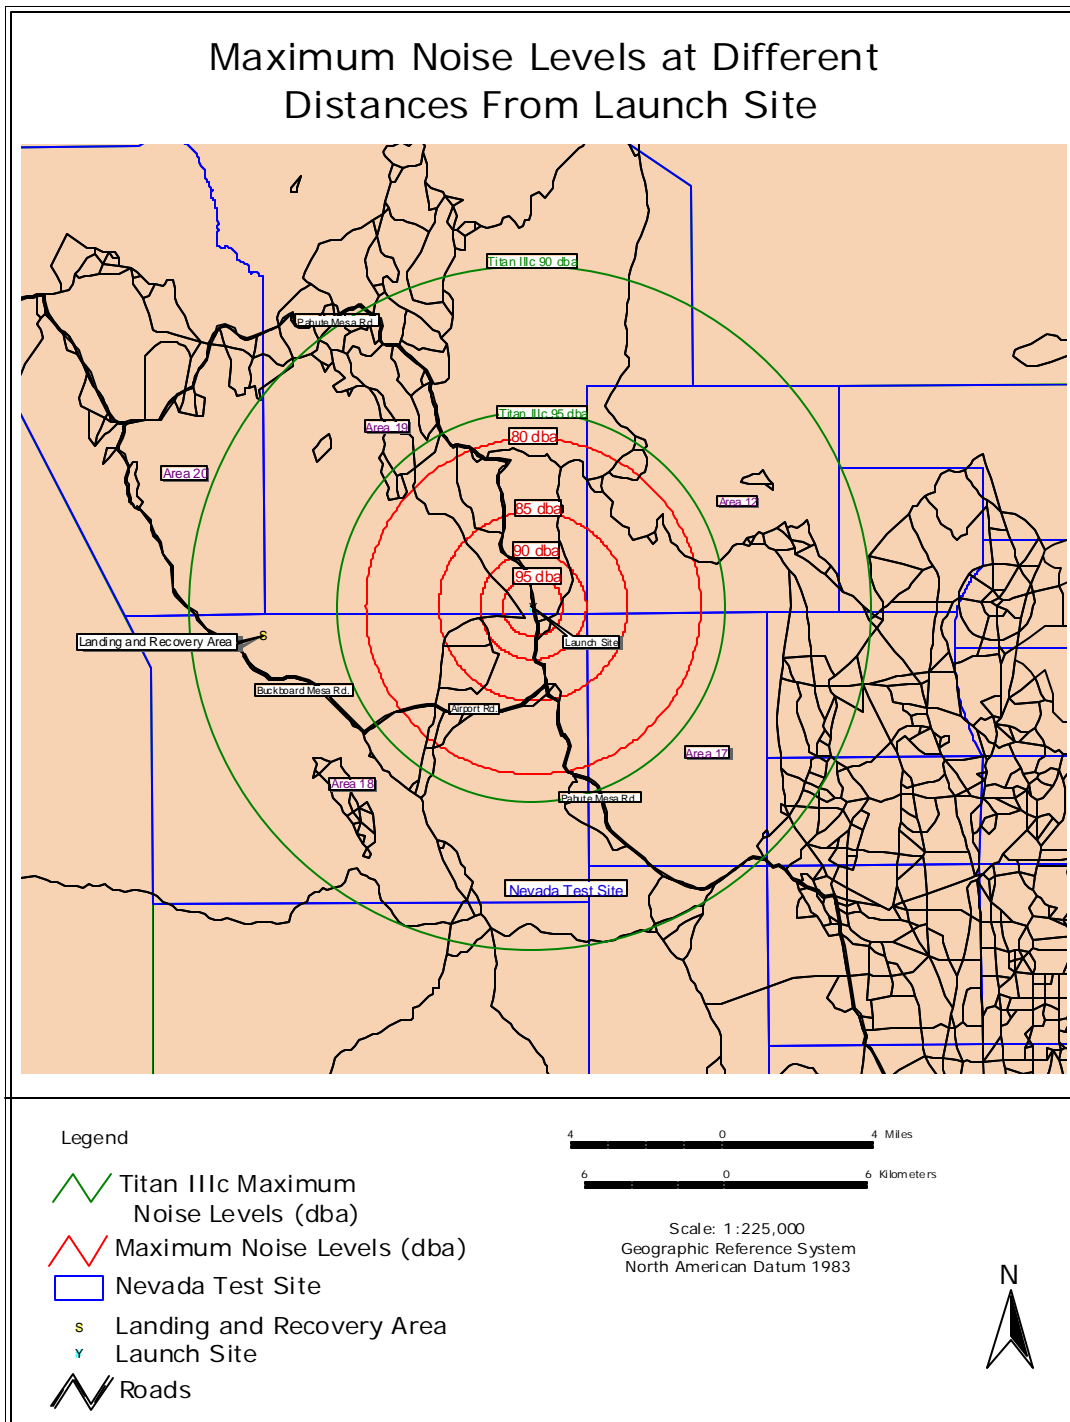 Maximum Noise Levels at Different
Distances From Launch Site
Titan IIIc 90 dba
Pahute Mesa Rd.
Titan IIIc 95 dba
Area 19
80 dba
Area 20
Area 12
85 dba
90 dba
95 dba
Landing and Recovery Area
S
Launch Site
Buckboard Mesa Rd.
Airport Rd.
Area 17
Area 18
Pahute Mesa Rd.
Nevada Test Site
Legend
Titan IIIc Maximum
Noise Levels (dba)
Maximum Noise Levels (dba)
Nevada Test Site
S Landing and Recovery Area
Y Launch Site
Roads
4 0 4 Miles
6 0 6 Kilometers
Scale: 1:225,000
Geographic Reference System
North American Datum 1983
N